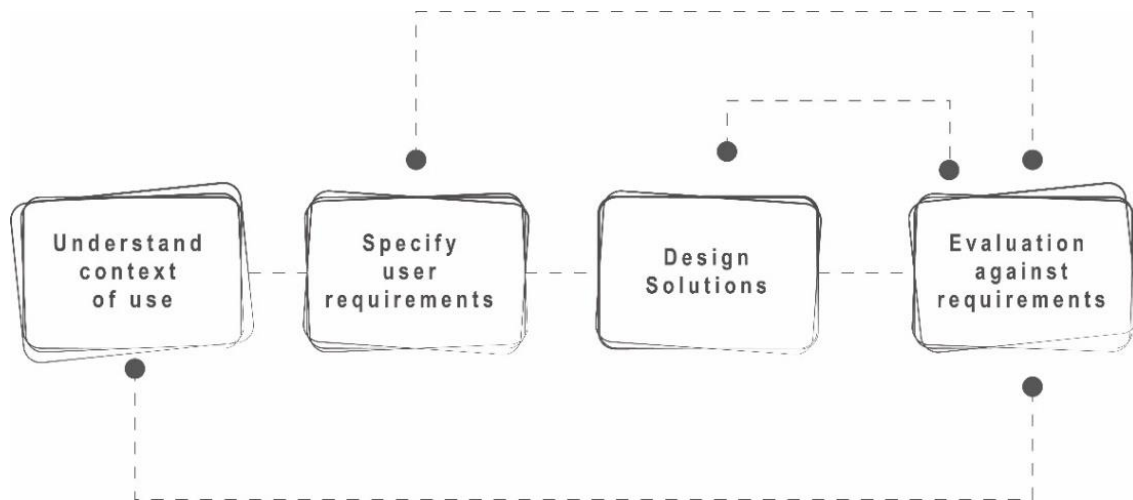 Understand
context
of use
Specify
user
requirements
Design
Solutions
Evaluation
against
requirements